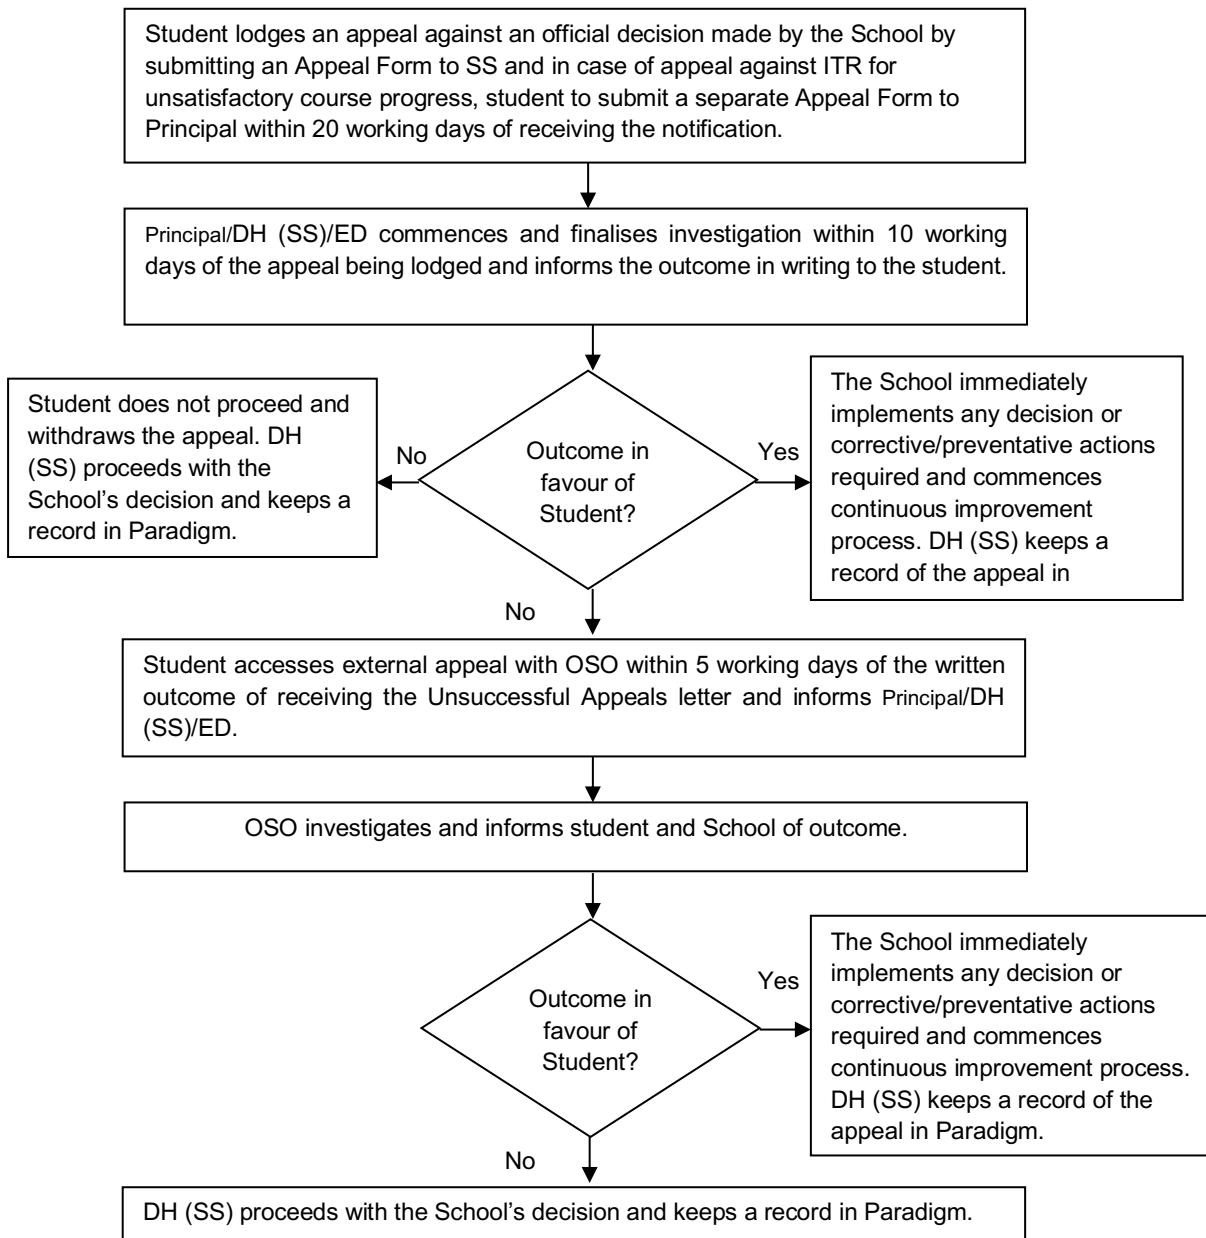 Student lodges an appeal against an official decision made by the School by
submitting an Appeal Form to SS and in case of appeal against ITR for
unsatisfactory course progress, student to submit a separate Appeal Form to
Principal within 20 working days of receiving the notification.
Principal/DH (SS)/ED commences and finalises investigation within 10 working
days of the appeal being lodged and informs the outcome in writing to the student.
Student does not proceed and
withdraws the appeal. DH
(SS) proceeds with the
School’s decision and keeps a
record in Paradigm.
No
Outcome in
favour of
Student?
Yes
The School immediately
implements any decision or
corrective/preventative actions
required and commences
continuous improvement
process. DH (SS) keeps a
record of the appeal in
No
Student accesses external appeal with OSO within 5 working days of the written
outcome of receiving the Unsuccessful Appeals letter and informs Principal/DH
(SS)/ED.
OSO investigates and informs student and School of outcome.
Outcome in
favour of
Student?
Yes
The School immediately
implements any decision or
corrective/preventative actions
required and commences
continuous improvement process.
DH (SS) keeps a record of the
appeal in Paradigm.
No
DH (SS) proceeds with the School’s decision and keeps a record in Paradigm.